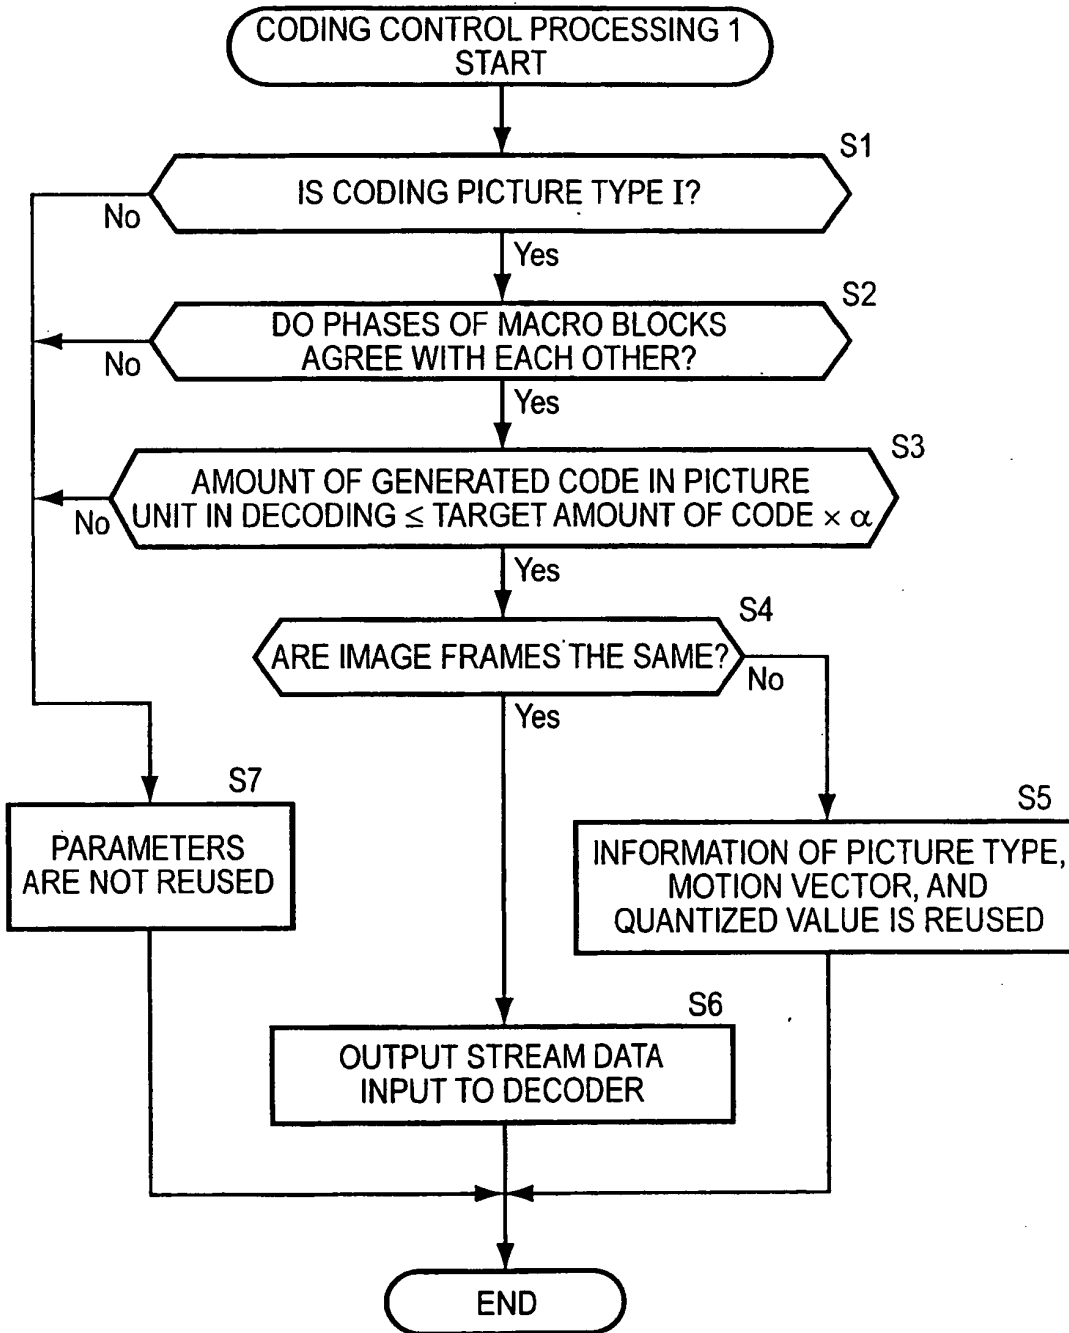 CODING CONTROL PROCESSING 1
START
S1
IS CODING PICTURE TYPE I?
No
Yes
S2
DO PHASES OF MACRO BLOCKS
AGREE WITH EACH OTHER?
No
Yes
S3
AMOUNT OF GENERATED CODE IN PICTURE
UNIT IN DECODING ≤ TARGET AMOUNT OF CODE × α
No
Yes
S4
ARE IMAGE FRAMES THE SAME?
No
Yes
S7
PARAMETERS
ARE NOT REUSED
S5
INFORMATION OF PICTURE TYPE,
MOTION VECTOR, AND
QUANTIZED VALUE IS REUSED
S6
OUTPUT STREAM DATA
INPUT TO DECODER
END